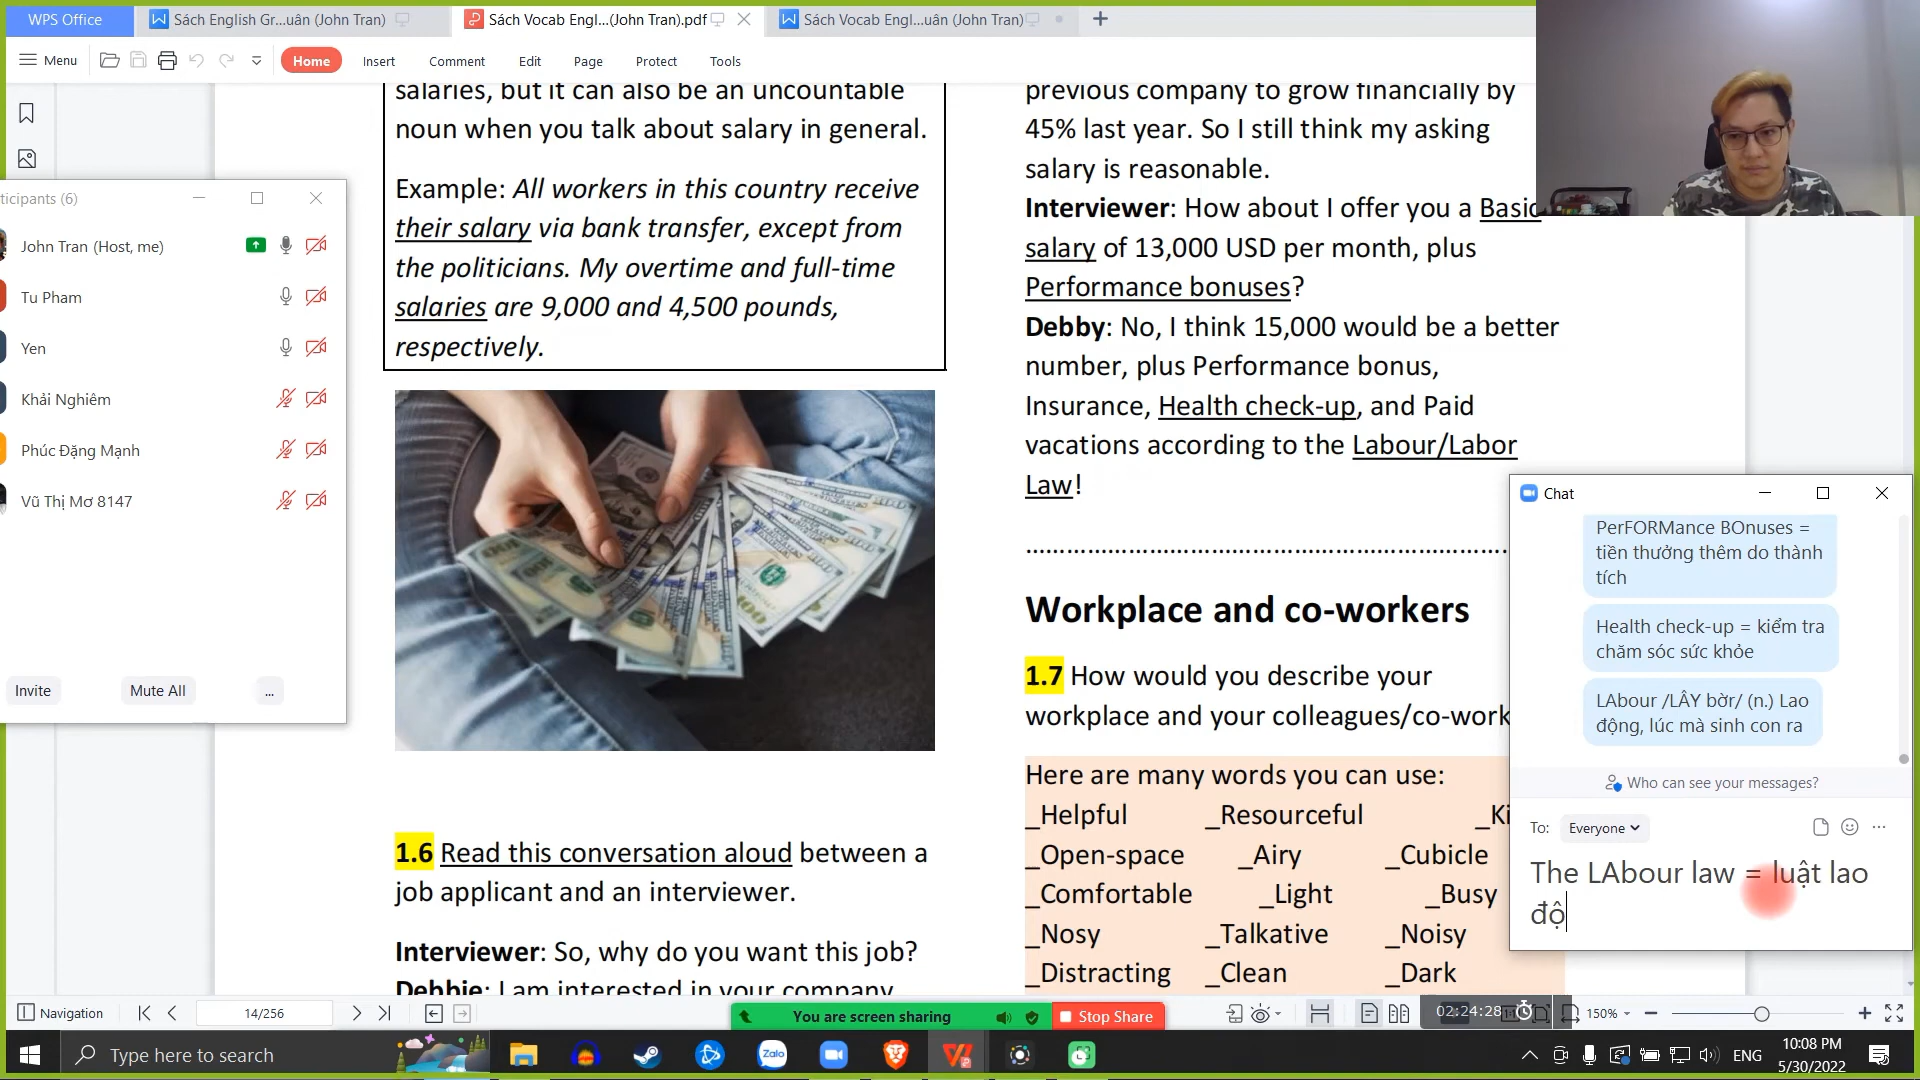 WPS Office
Sách English Gr...uân (John Tran)
Sách Vocab Engl...(John Tran).pdf
Sách Vocab Engl...uân (John Tran)
Menu
Home
Insert
Comment
Edit
Page
Protect
Tools
salaries, but it can also be an uncountable
noun when you talk about salary in general.
Example: All workers in this country receive
their salary via bank transfer, except from
the politicians. My overtime and full-time
salaries are 9,000 and 4,500 pounds,
respectively.
1.6 Read this conversation aloud between a
job applicant and an interviewer.
Interviewer: So, why do you want this job?
Debbie: I am interested in your company
previous company to grow financially by
45% last year. So I still think my asking
salary is reasonable.
Interviewer: How about I offer you a Basic
salary of 13,000 USD per month, plus
Performance bonuses?
Debby: No, I think 15,000 would be a better
number, plus Performance bonus,
Insurance, Health check-up, and Paid
vacations according to the Labour/Labor
Law!
Workplace and co-workers
1.7 How would you describe your
workplace and your colleagues/co-work
Here are many words you can use:
_Helpful _Resourceful _Ki
_Open-space _Airy _Cubicle
_Comfortable _Light _Busy
_Nosy _Talkative _Noisy
_Distracting _Clean _Dark
ticipants (6)
John Tran (Host, me)
Tu Pham
Yen
Khải Nghiêm
Phúc Đặng Mạnh
Vũ Thị Mơ 8147
Invite
Mute All
...
Chat
PerFORMance BOnuses =
tiền thưởng thêm do thành
tích
Health check-up = kiểm tra
chăm sóc sức khỏe
LAbour /LÂY bờr/ (n.) Lao
động, lúc mà sinh con ra
Who can see your messages?
To: Everyone
The LAbour law = luật lao
độ
Navigation
14/256
You are screen sharing
Stop Share
02:24:28
150%
Type here to search
Zalo
ENG
10:08 PM
5/30/2022